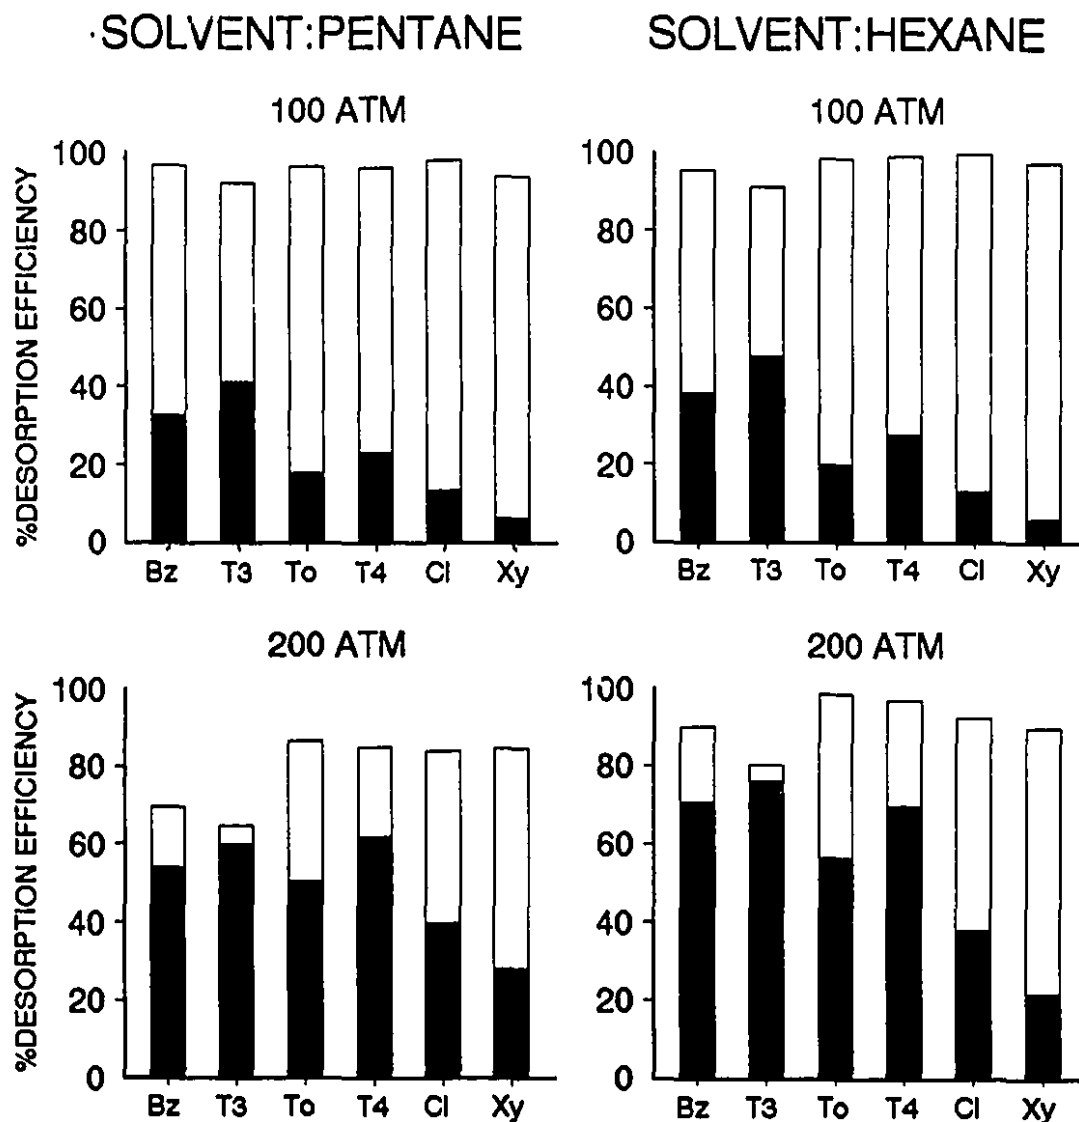 SOLVENT:PENTANE
SOLVENT:HEXANE
100 ATM
100 ATM
%DESORPTION EFFICIENCY
100
80
60
40
20
0
Bz T3 To T4 Cl Xy
100
80
60
40
20
0
Bz T3 To T4 Cl Xy
200 ATM
200 ATM
%DESORPTION EFFICIENCY
100
80
60
40
20
0
Bz T3 To T4 Cl Xy
100
80
60
40
20
0
Bz T3 To T4 Cl Xy